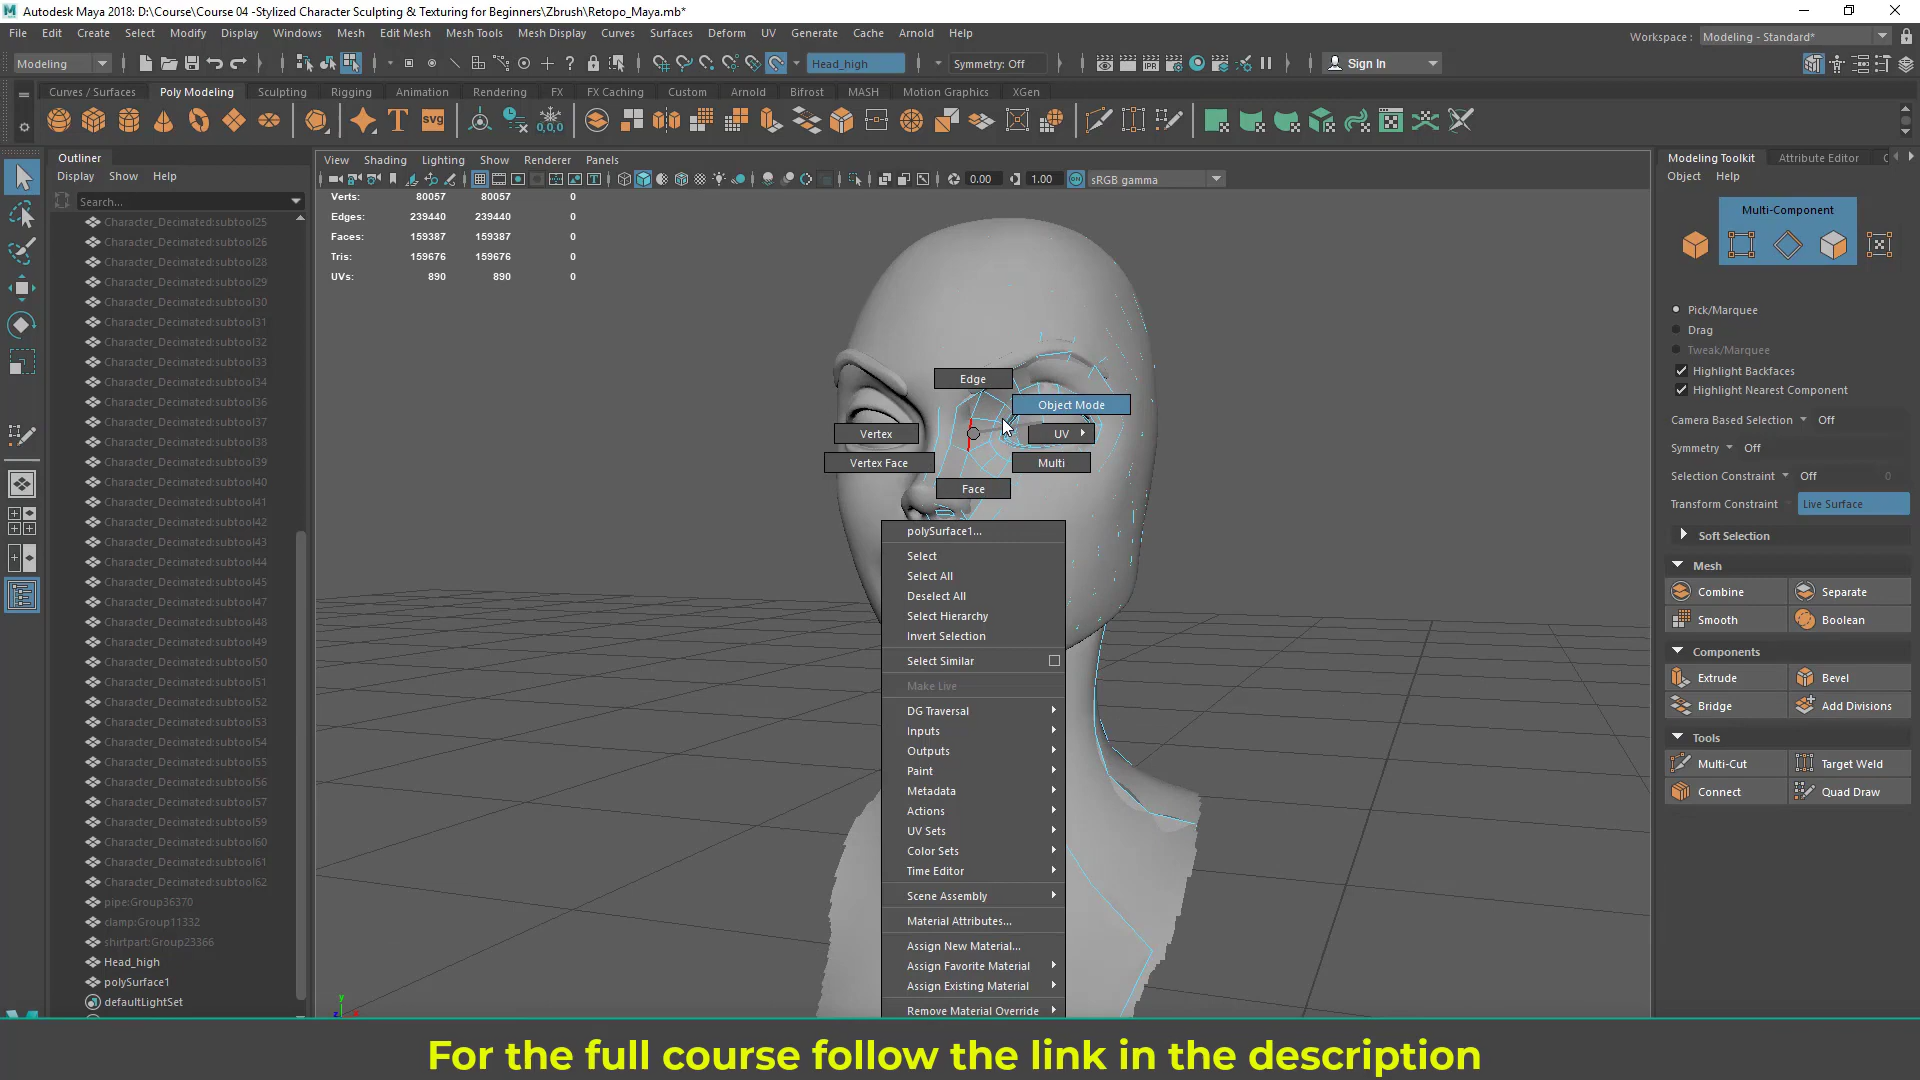 Autodesk Maya 2018: D:\Course\Course 04 -Stylized Character Sculpting & Texturing for Beginners\Zbrush\Retopo_Maya.mb*
File Edit Create Select Modify Display Windows Mesh Edit Mesh Mesh Tools Mesh Display Curves Surfaces Deform UV Generate Cache Arnold Help
Workspace : Modeling - Standard*
Modeling Head_high Symmetry: Off Sign In
Curves / Surfaces Poly Modeling Sculpting Rigging Animation Rendering FX FX Caching Custom Arnold Bifrost MASH Motion Graphics XGen
T svg 0,0,0 IPR
Outliner
Display Show Help
Search...
Character_Decimated:subtool25
Character_Decimated:subtool26
Character_Decimated:subtool28
Character_Decimated:subtool29
Character_Decimated:subtool30
Character_Decimated:subtool31
Character_Decimated:subtool32
Character_Decimated:subtool33
Character_Decimated:subtool34
Character_Decimated:subtool36
Character_Decimated:subtool37
Character_Decimated:subtool38
Character_Decimated:subtool39
Character_Decimated:subtool40
Character_Decimated:subtool41
Character_Decimated:subtool42
Character_Decimated:subtool43
Character_Decimated:subtool44
Character_Decimated:subtool45
Character_Decimated:subtool47
Character_Decimated:subtool48
Character_Decimated:subtool49
Character_Decimated:subtool50
Character_Decimated:subtool51
Character_Decimated:subtool52
Character_Decimated:subtool53
Character_Decimated:subtool54
Character_Decimated:subtool55
Character_Decimated:subtool56
Character_Decimated:subtool57
Character_Decimated:subtool59
Character_Decimated:subtool60
Character_Decimated:subtool61
Character_Decimated:subtool62
pipe:Group36370
clamp:Group11332
shirtpart:Group23366
Head_high
polySurface1
defaultLightSet
View Shading Lighting Show Renderer Panels
0.00 1.00 sRGB gamma
Verts: 80057 80057 0
Edges: 239440 239440 0
Faces: 159387 159387 0
Tris: 159676 159676 0
UVs: 890 890 0
Edge
Object Mode
Vertex
UV
Vertex Face
Multi
Face
polySurface1...
Select
Select All
Deselect All
Select Hierarchy
Invert Selection
Select Similar
Make Live
DG Traversal
Inputs
Outputs
Paint
Metadata
Actions
UV Sets
Color Sets
Time Editor
Scene Assembly
Material Attributes...
Assign New Material...
Assign Favorite Material
Assign Existing Material
Remove Material Override
y
Modeling Toolkit Attribute Editor
Object Help
Multi-Component
Pick/Marquee
Drag
Tweak/Marquee
Highlight Backfaces
Highlight Nearest Component
Camera Based Selection Off
Symmetry Off
Selection Constraint Off 0
Transform Constraint Live Surface
Soft Selection
Mesh
Combine Separate
Smooth Boolean
Components
Extrude Bevel
Bridge Add Divisions
Tools
Multi-Cut Target Weld
Connect Quad Draw
For the full course follow the link in the description